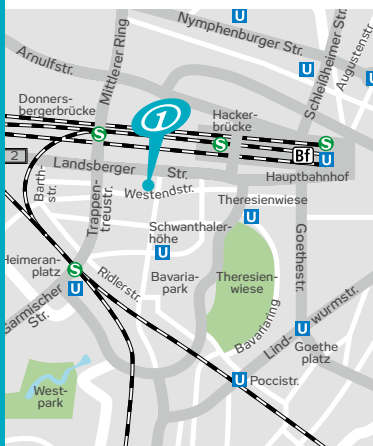 U
Nymphenburger Str.
Mittlerer Ring
Schleißheimer Str.
Arnulfstr.
U
Augustenstr.
U
Donners-
bergerbrücke
1
Hacker-
brücke
S
S
S
2
Bf
U
Landsberger Str.
Hauptbahnhof
Barth-
str.
Trappen-
treustr.
Westendstr.
Theresienwiese
U
Schwanthaler-
höhe
U
Goethestr.
Heimeran-
platz
S
U
Ridlerstr.
Bavaria-
park
Theresien-
wiese
Garmischer
Str.
Bavariaring
Lind-
wurmstr.
U
Goethe
platz
West-
park
U
Poccistr.